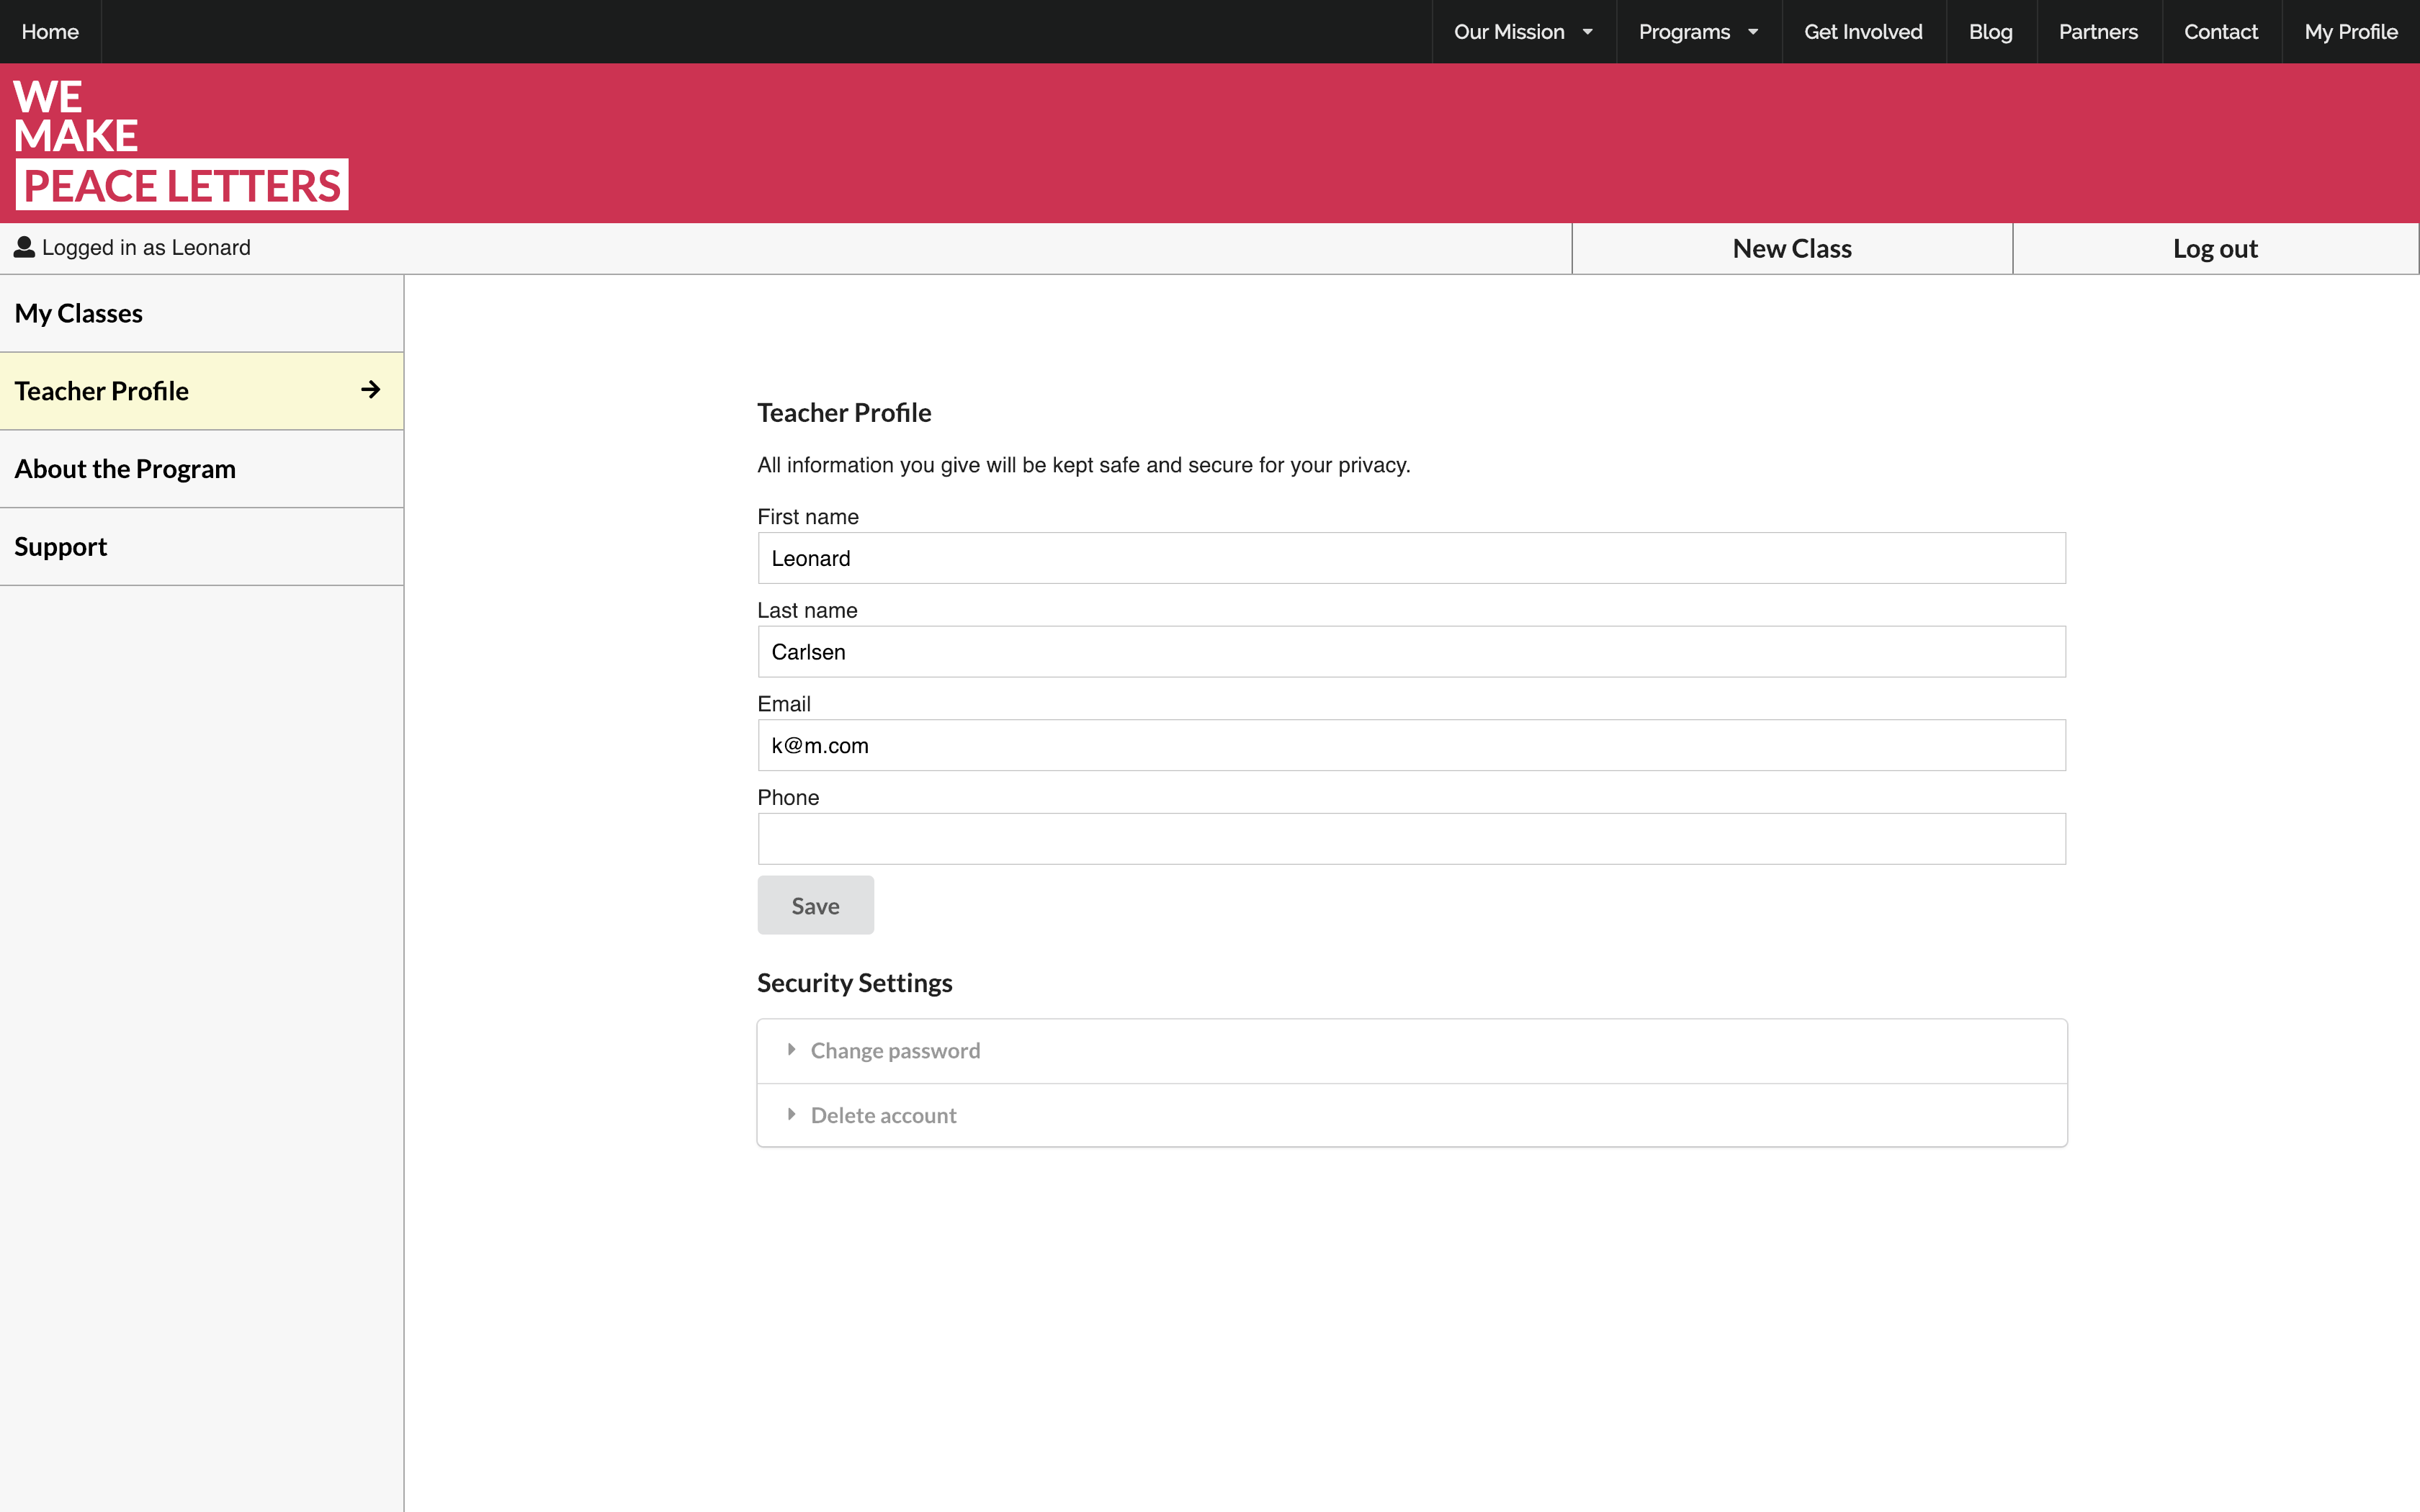 Home
Our Mission
Programs
Get Involved
Blog
Partners
Contact
My Profile
WE
MAKE
PEACE LETTERS
Logged in as Leonard
New Class
Log out
My Classes
Teacher Profile
About the Program
Support
Teacher Profile
All information you give will be kept safe and secure for your privacy.
First name
Leonard
Last name
Carlsen
Email
k@m.com
Phone
Save
Security Settings
Change password
Delete account